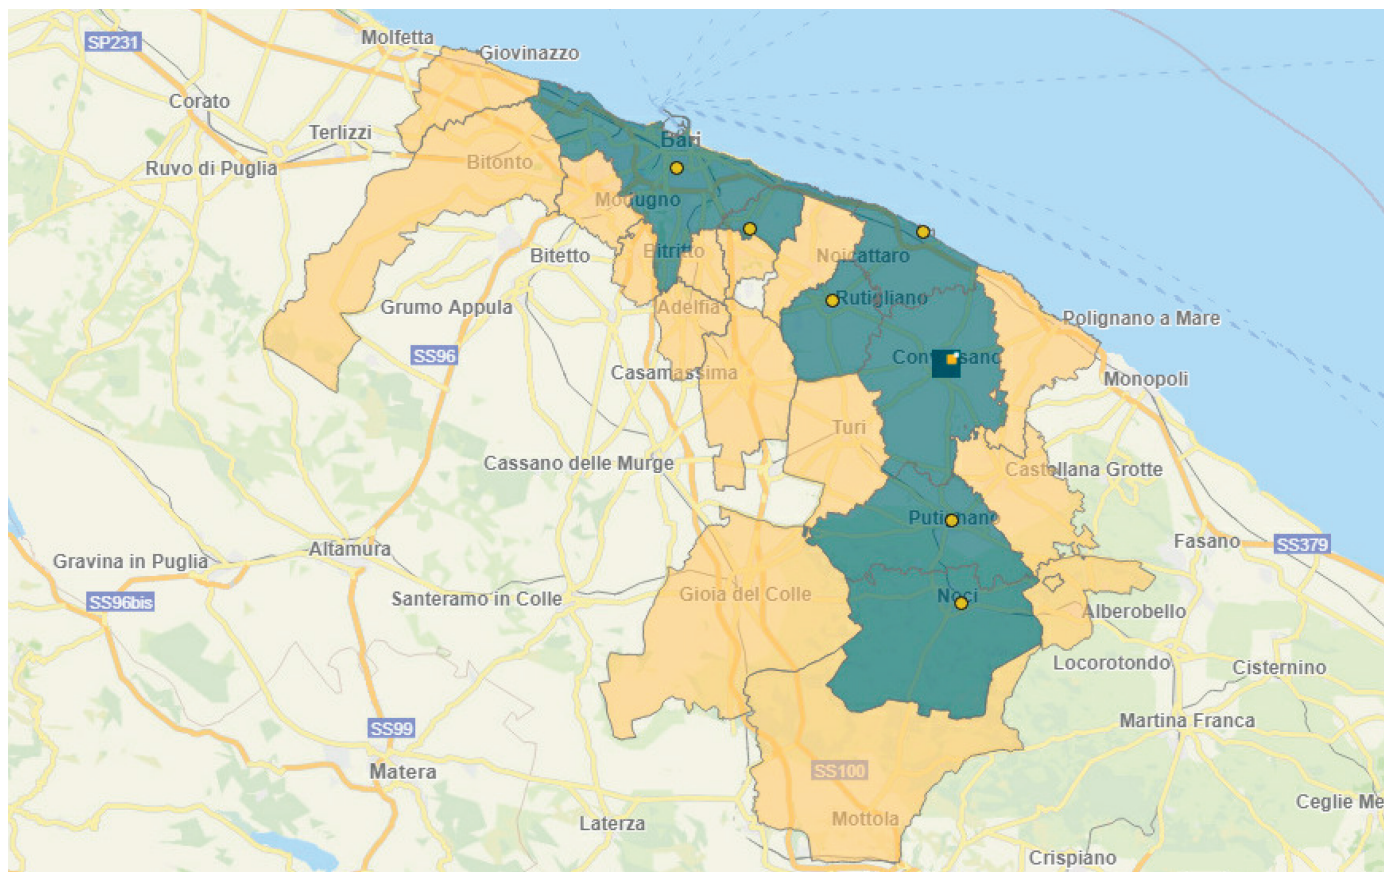 Molfetta
SP231
Giovinazzo
Corato
Terlizzi
Bari
Bitonto
Ruvo di Puglia
Modugno
Bitetto
Bitritto
Noicattaro
Grumo Appula
Adelfia
Rutigliano
Polignano a Mare
SS96
Casamassima
Monopoli
Turi
Cassano delle Murge
Castellana Grotte
Putignano
Fasano
SS379
Altamura
Gravina in Puglia
SS96bis
Santeramo in Colle
Gioia del Colle
Noci
Alberobello
Locorotondo
Cisternino
SS99
Martina Franca
Matera
SS100
Ceglie Me
Laterza
Mottola
Crispiano